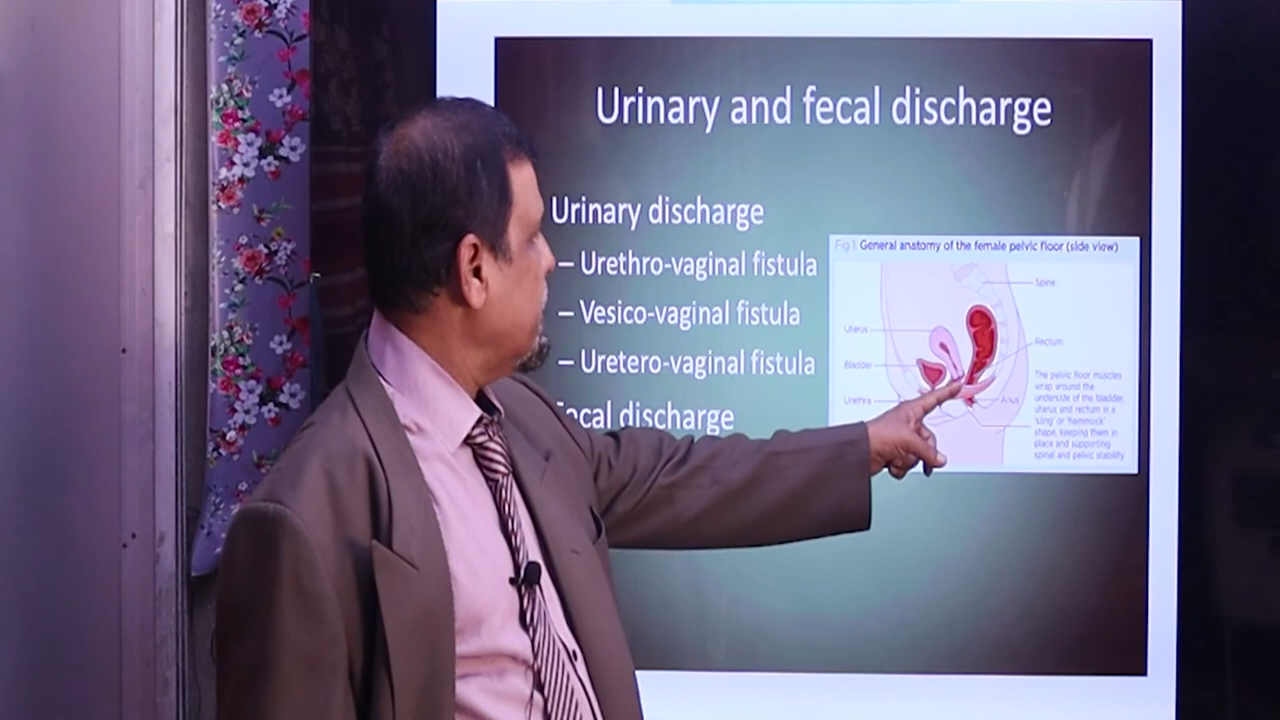 Urinary and fecal discharge
Urinary discharge
– Urethro-vaginal fistula
– Vesico-vaginal fistula
– Uretero-vaginal fistula
ecal discharge
Fig 1. General anatomy of the female pelvic floor (side view)
Spine
Uterus
Rectum
Bladder
Urethra
Anus
The pelvic floor muscles
wrap around the
underside of the bladder,
uterus and rectum in a
'sling' or 'hammock'
shape, keeping them in
place and supporting
spinal and pelvic stability